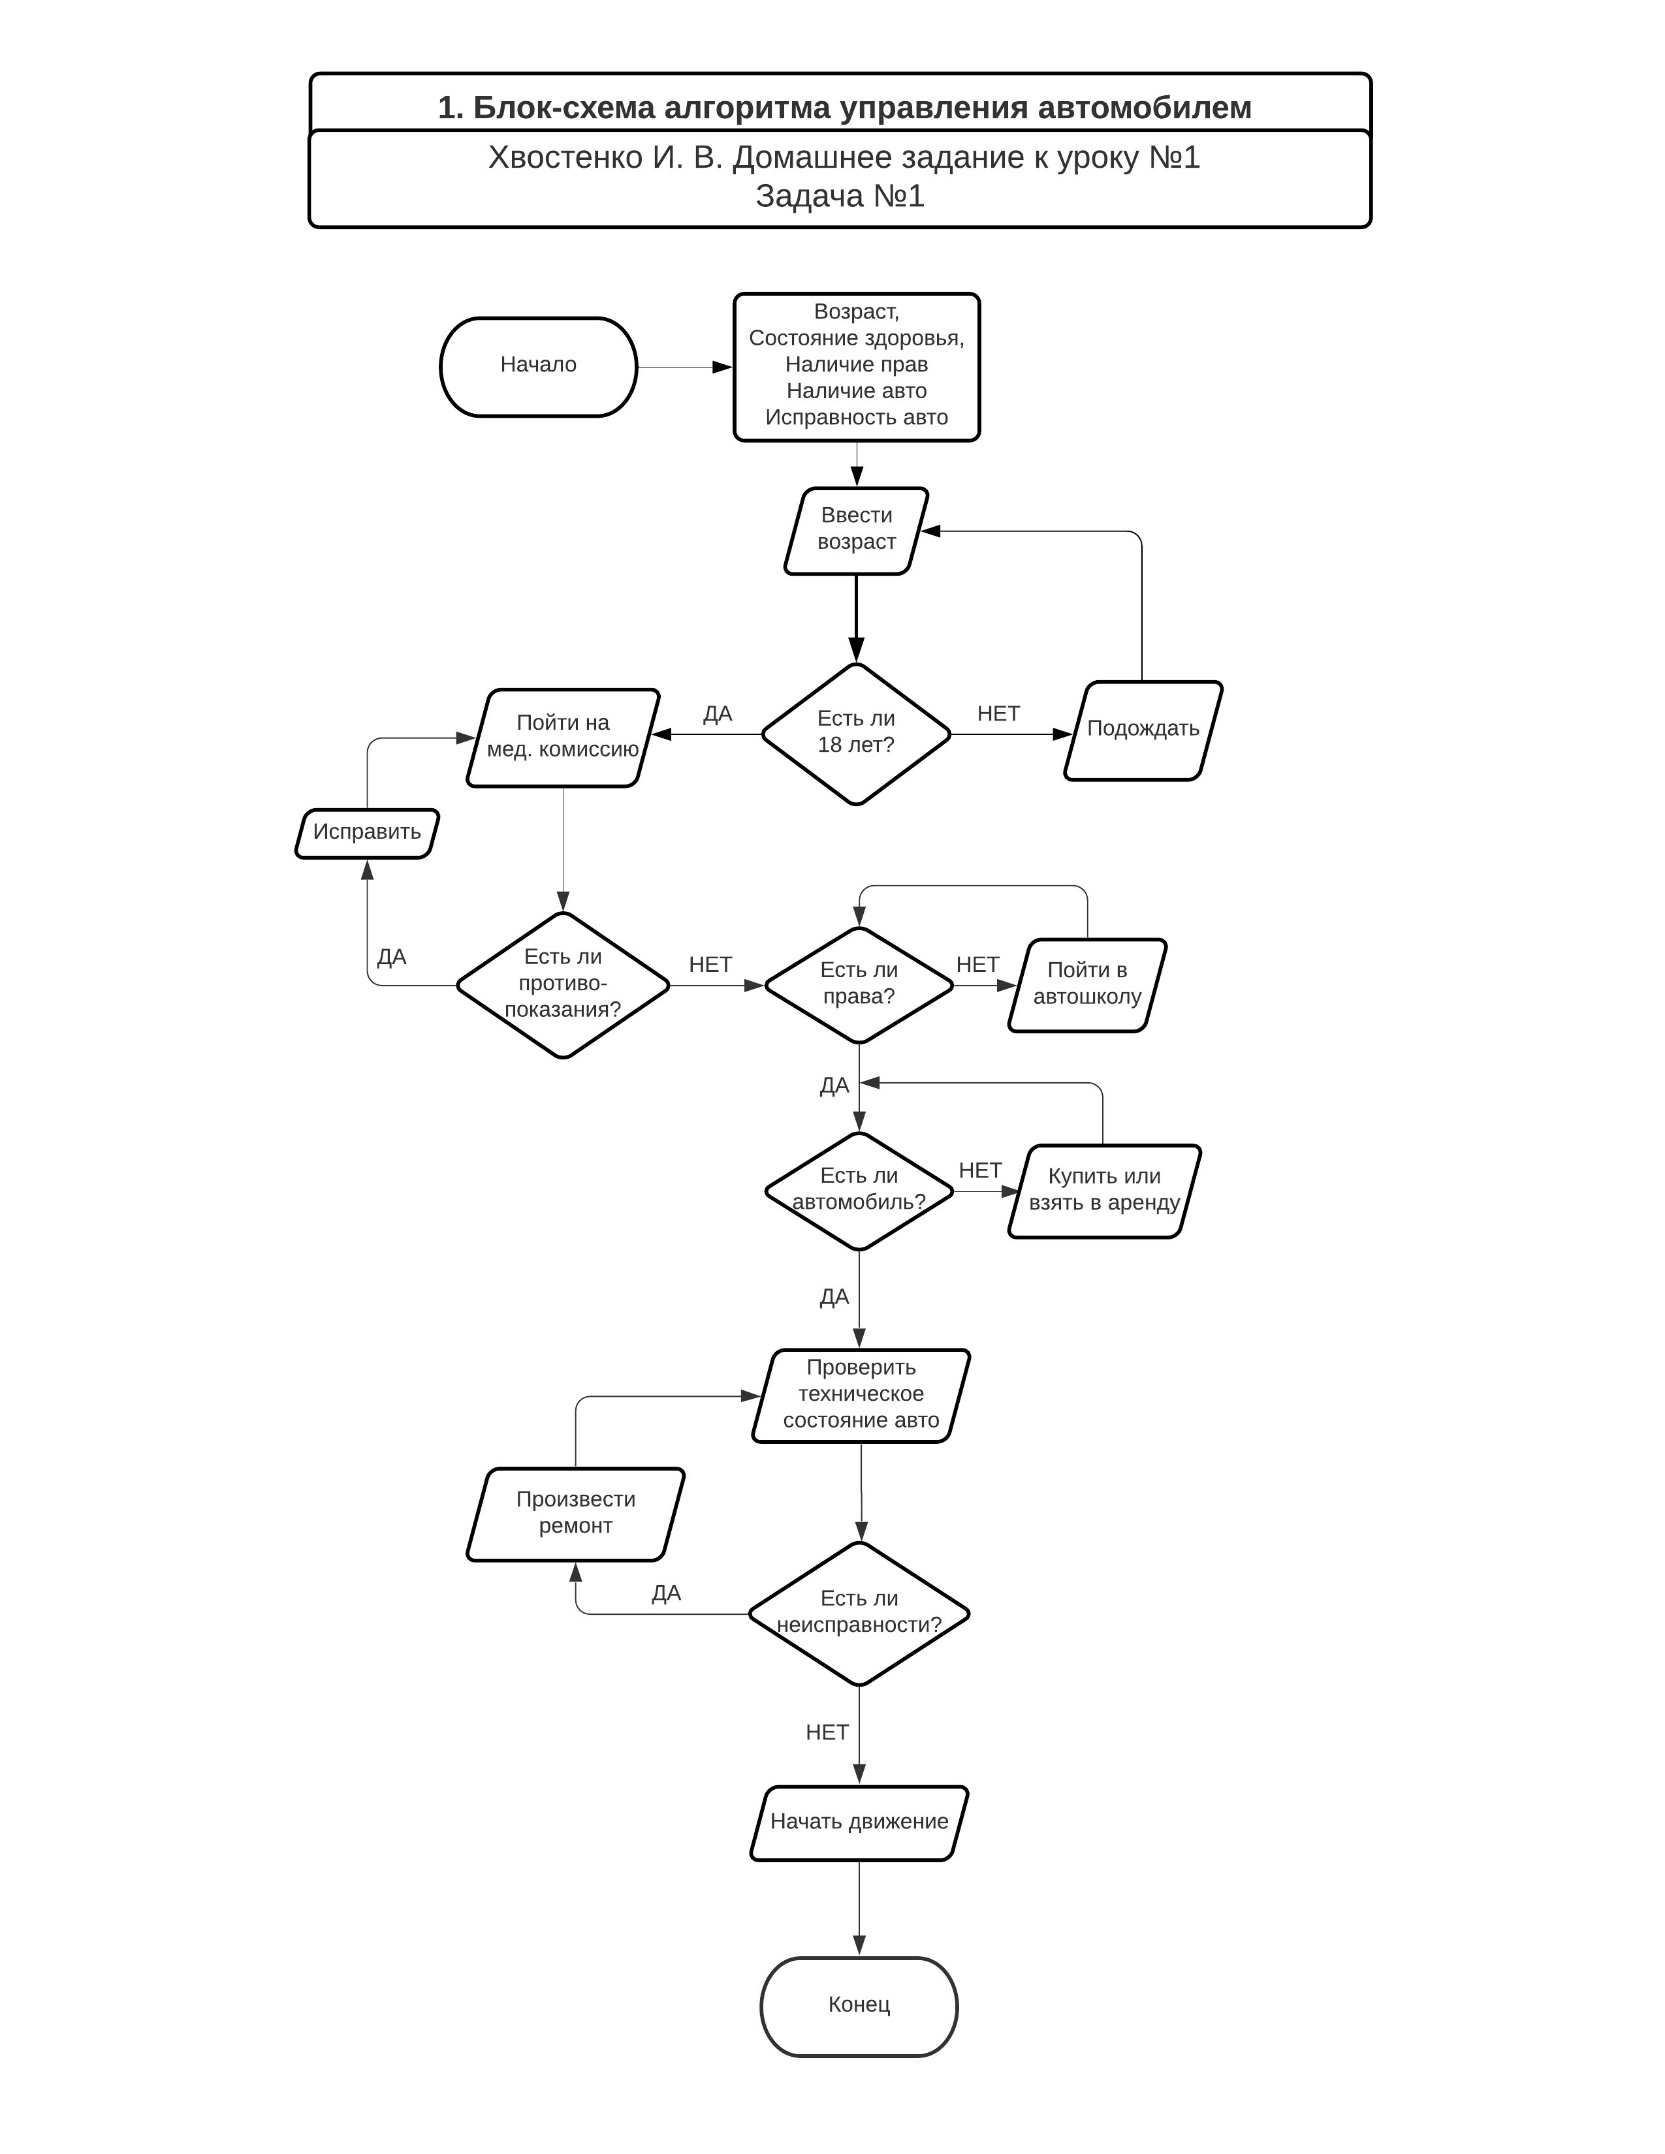 1. Блок-схема алгоритма управления автомобилем
Хвостенко И. В. Домашнее задание к уроку №1
Задача №1
Начало
Возраст,
Состояние здоровья,
Наличие прав
Наличие авто
Исправность авто
Ввести
возраст
Пойти на
мед. комиссию
ДА
Есть ли
18 лет?
НЕТ
Подождать
Исправить
ДА
Есть ли
противо-
показания?
НЕТ
Есть ли
права?
НЕТ
Пойти в
автошколу
ДА
Есть ли
автомобиль?
НЕТ
Купить или
взять в аренду
ДА
Проверить
техническое
состояние авто
Произвести
ремонт
ДА
Есть ли
неисправности?
НЕТ
Начать движение
Конец